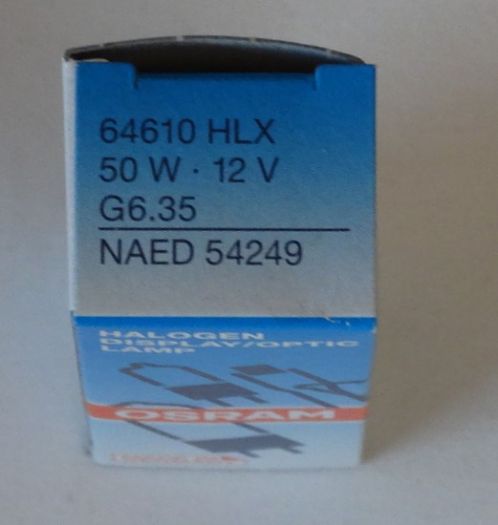 64610 HLX
50 W · 12 V
G6.35
NAED 54249
HALOGEN
DISPLAY/OPTIC
LAMP
OSRAM